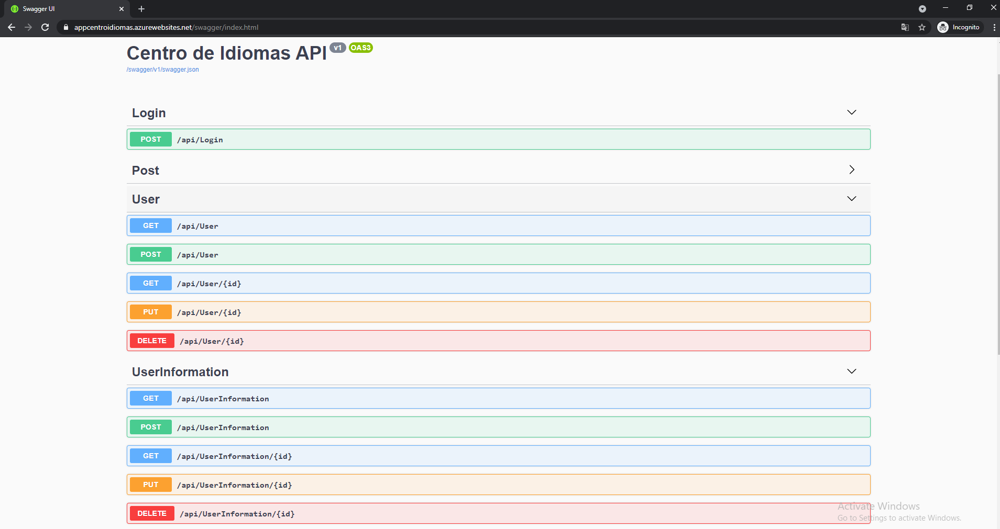 Swagger UI
appcentroidiomas.azurewebsites.net/swagger/index.html
Incognito
Centro de Idiomas API v1 OAS3
/swagger/v1/swagger.json
Login
POST /api/Login
Post
User
GET /api/User
POST /api/User
GET /api/User/{id}
PUT /api/User/{id}
DELETE /api/User/{id}
UserInformation
GET /api/UserInformation
POST /api/UserInformation
GET /api/UserInformation/{id}
PUT /api/UserInformation/{id}
DELETE /api/UserInformation/{id}
Activate Windows
Go to Settings to activate Windows.